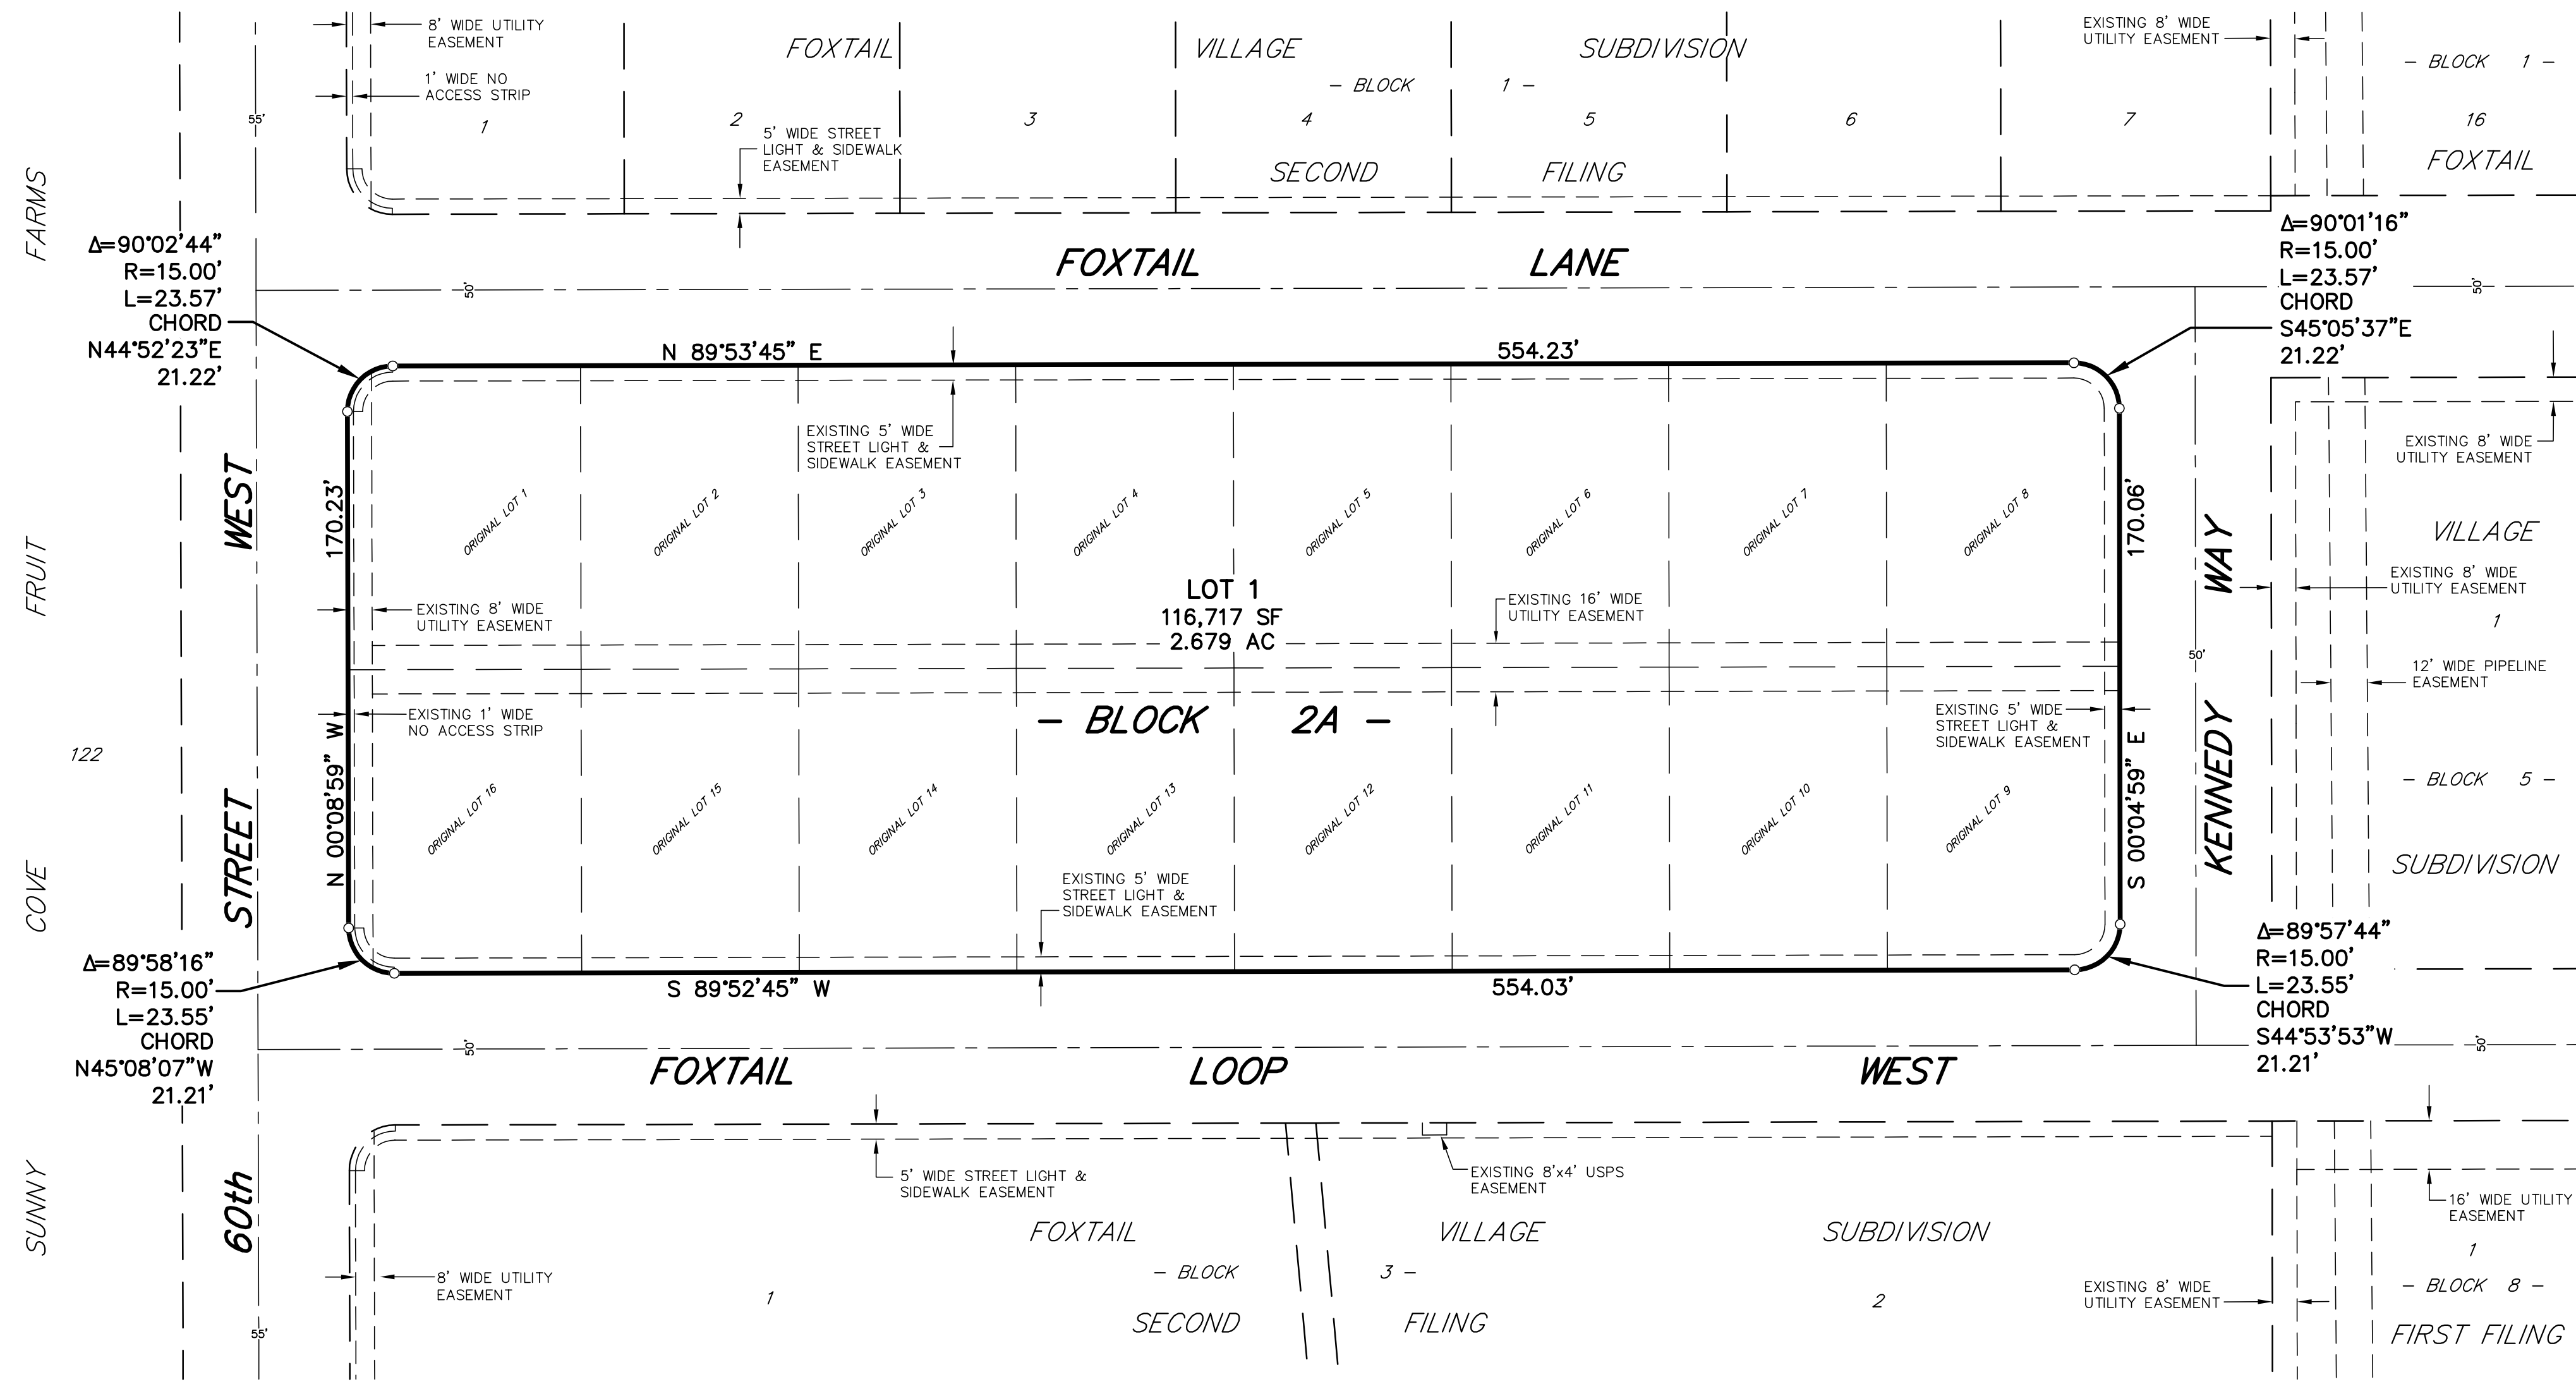 8' WIDE UTILITY
EASEMENT
1' WIDE NO
ACCESS STRIP
FOXTAIL VILLAGE SUBDIVISION
- BLOCK 1 -
1 2 3 4 5 6 7
5' WIDE STREET
LIGHT & SIDEWALK
EASEMENT
SECOND FILING
EXISTING 8' WIDE
UTILITY EASEMENT
- BLOCK 1 -
16
FOXTAIL
55'
FARMS
FRUIT
122
COVE
SUNNY
Δ=90°02'44"
R=15.00'
L=23.57'
CHORD
N44°52'23"E
21.22'
FOXTAIL LANE
50'
50'
Δ=90°01'16"
R=15.00'
L=23.57'
CHORD
S45°05'37"E
21.22'
N 89°53'45" E 554.23'
EXISTING 5' WIDE
STREET LIGHT &
SIDEWALK EASEMENT
WEST
STREET
60th
170.23'
N 00°08'59" W
ORIGINAL LOT 1
ORIGINAL LOT 2
ORIGINAL LOT 3
ORIGINAL LOT 4
ORIGINAL LOT 5
ORIGINAL LOT 6
ORIGINAL LOT 7
ORIGINAL LOT 8
EXISTING 8' WIDE
UTILITY EASEMENT
LOT 1
116,717 SF
2.679 AC
EXISTING 16' WIDE
UTILITY EASEMENT
EXISTING 1' WIDE
NO ACCESS STRIP
- BLOCK 2A -
EXISTING 5' WIDE
STREET LIGHT &
SIDEWALK EASEMENT
170.06'
S 00°04'59" E
50'
WAY
KENNEDY
ORIGINAL LOT 16
ORIGINAL LOT 15
ORIGINAL LOT 14
ORIGINAL LOT 13
ORIGINAL LOT 12
ORIGINAL LOT 11
ORIGINAL LOT 10
ORIGINAL LOT 9
EXISTING 5' WIDE
STREET LIGHT &
SIDEWALK EASEMENT
EXISTING 8' WIDE
UTILITY EASEMENT
VILLAGE
EXISTING 8' WIDE
UTILITY EASEMENT
1
12' WIDE PIPELINE
EASEMENT
- BLOCK 5 -
SUBDIVISION
Δ=89°58'16"
R=15.00'
L=23.55'
CHORD
N45°08'07"W
21.21'
S 89°52'45" W 554.03'
Δ=89°57'44"
R=15.00'
L=23.55'
CHORD
S44°53'53"W
21.21'
50'
50'
FOXTAIL LOOP WEST
5' WIDE STREET LIGHT &
SIDEWALK EASEMENT
EXISTING 8'x4' USPS
EASEMENT
FOXTAIL VILLAGE SUBDIVISION
- BLOCK 3 -
8' WIDE UTILITY
EASEMENT
1
2
SECOND FILING
55'
EXISTING 8' WIDE
UTILITY EASEMENT
16' WIDE UTILITY
EASEMENT
1
- BLOCK 8 -
FIRST FILING